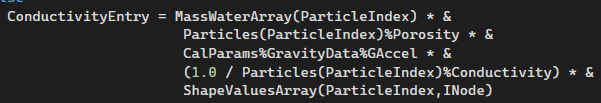 ConductivityEntry = MassWaterArray(ParticleIndex) * &
Particles(ParticleIndex)%Porosity * &
CalParams%GravityData%GAccel * &
(1.0 / Particles(ParticleIndex)%Conductivity) * &
ShapeValuesArray(ParticleIndex,INode)